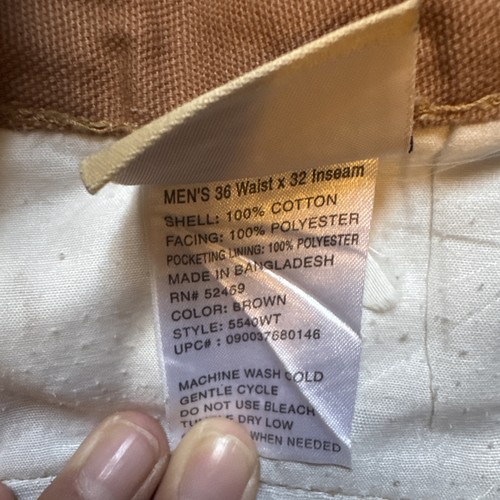 MEN'S 36 Waist x 32 Inseam
SHELL: 100% COTTON
FACING: 100% POLYESTER
POCKETING LINING: 100% POLYESTER
MADE IN BANGLADESH
RN# 52469
COLOR: BROWN
STYLE: 5540WT
UPC# : 090037680146
MACHINE WASH COLD
GENTLE CYCLE
DO NOT USE BLEACH
DRY LOW
WHEN NEEDED